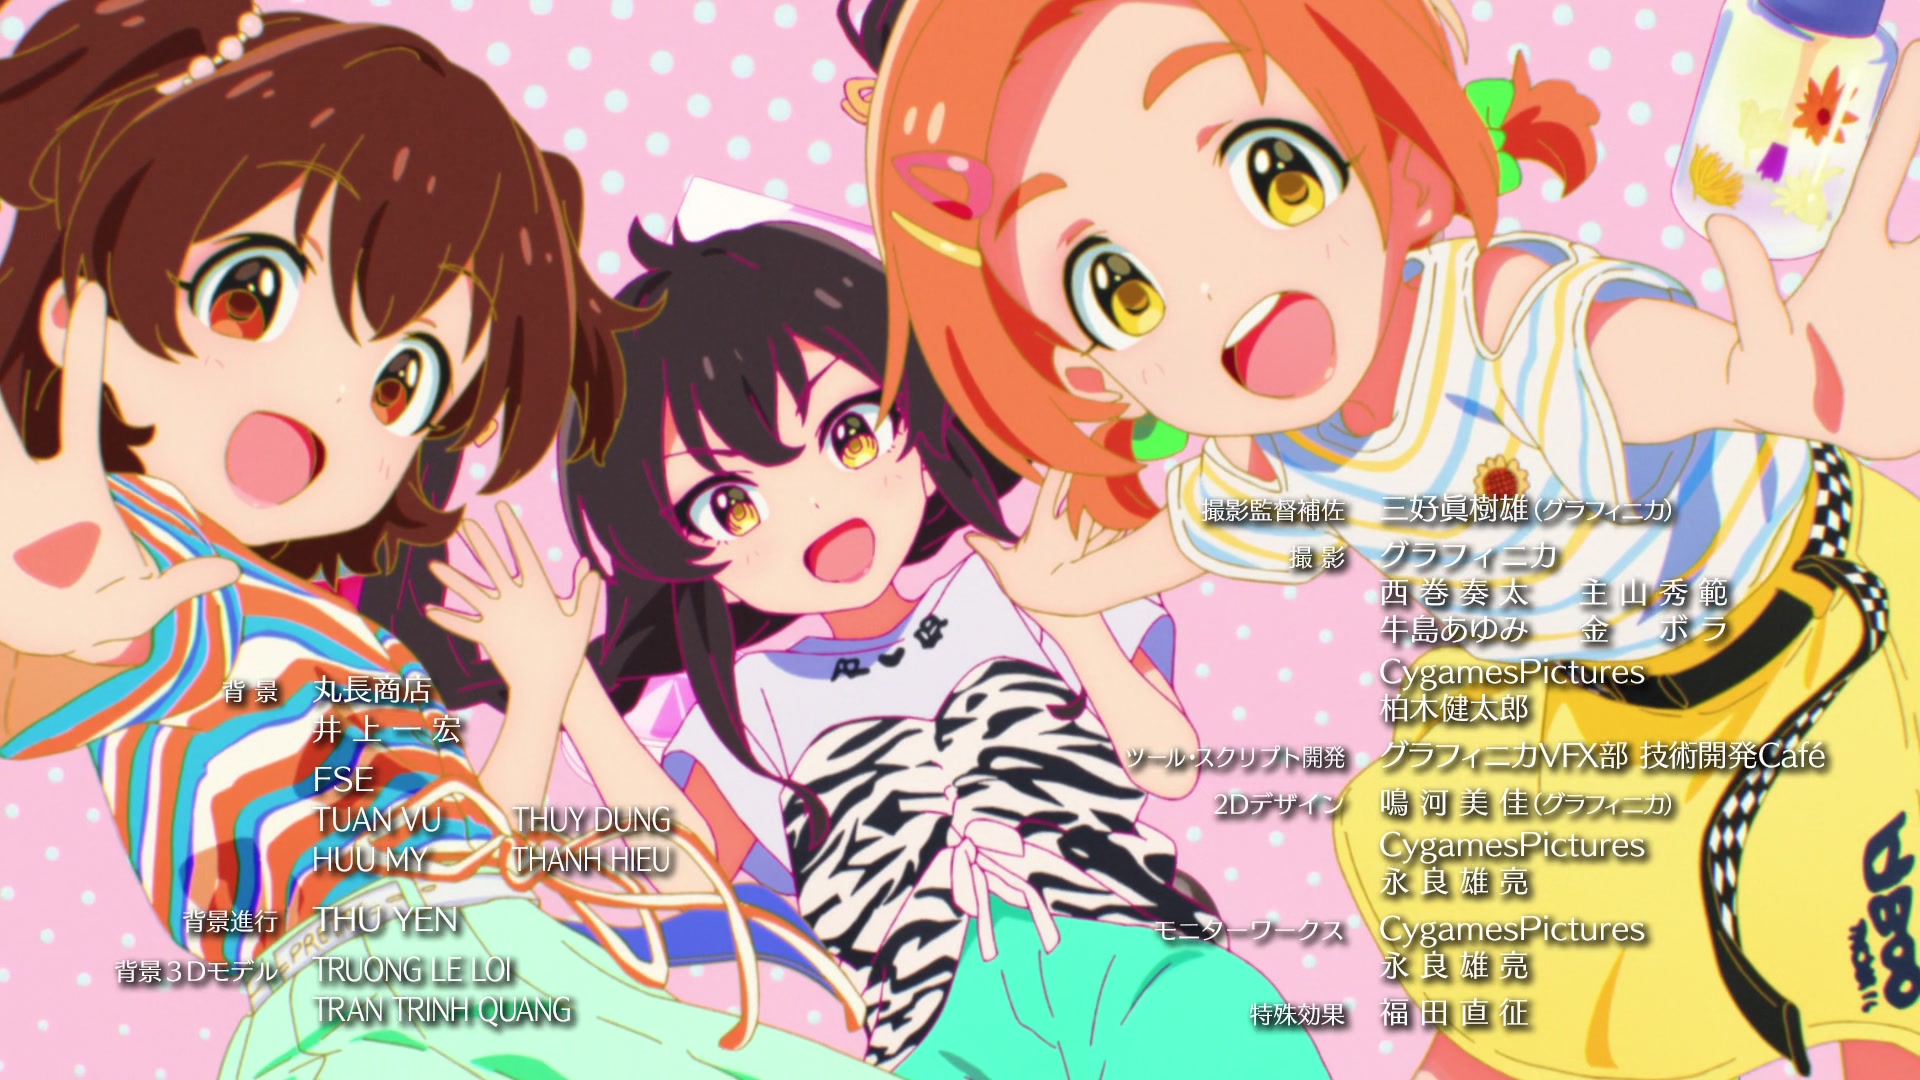 背景 丸長商店
井上一宏
FSE
TUAN VU THUY DUNG
HUU MY THANH HIEU
背景進行 THU YEN
背景3Dモデル TRUONG LE LOI
TRAN TRINH QUANG
撮影監督補佐 三好眞樹雄(グラフィニカ)
撮影 グラフィニカ
西巻奏太 主山秀範
牛島あゆみ 金 ボラ
CygamesPictures
柏木健太郎
ツール・スクリプト開発 グラフィニカVFX部 技術開発Café
2Dデザイン 鳴河美佳(グラフィニカ)
CygamesPictures
永良雄亮
モニターワークス CygamesPictures
永良雄亮
特殊効果 福田直征